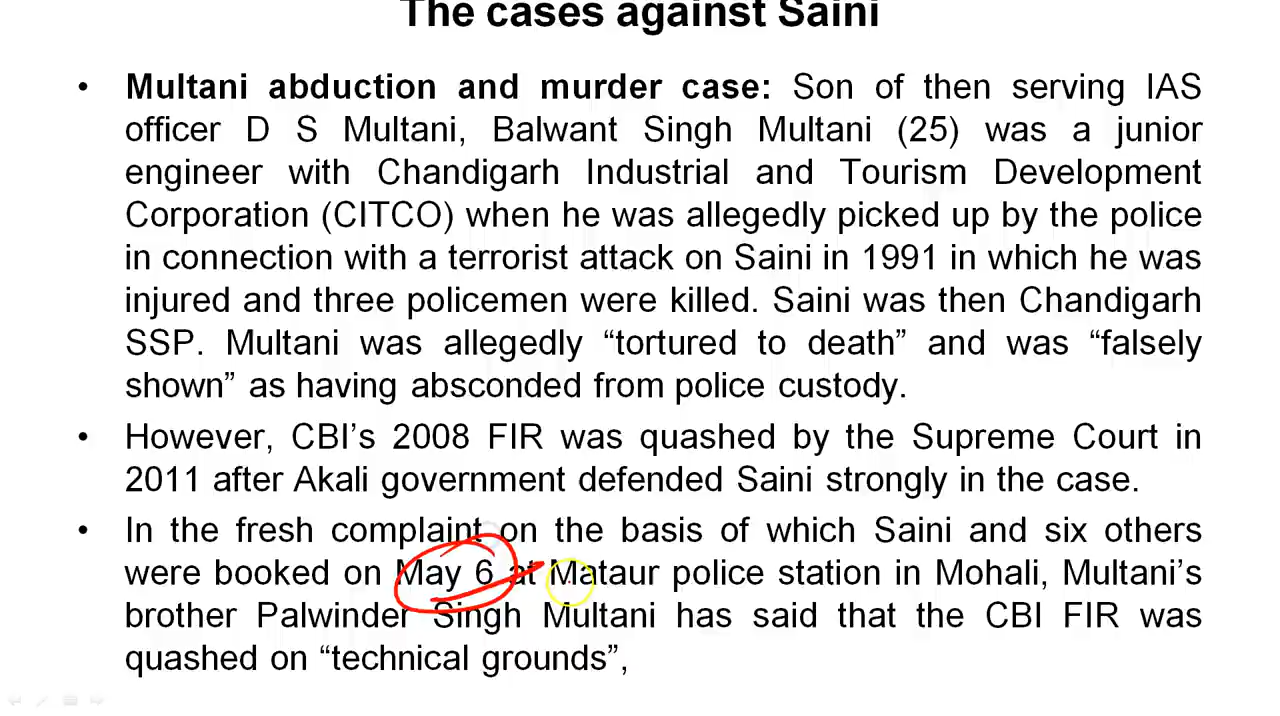 The cases against Saini
• Multani abduction and murder case: Son of then serving IAS
officer D S Multani, Balwant Singh Multani (25) was a junior
engineer with Chandigarh Industrial and Tourism Development
Corporation (CITCO) when he was allegedly picked up by the police
in connection with a terrorist attack on Saini in 1991 in which he was
injured and three policemen were killed. Saini was then Chandigarh
SSP. Multani was allegedly “tortured to death” and was “falsely
shown” as having absconded from police custody.
• However, CBI’s 2008 FIR was quashed by the Supreme Court in
2011 after Akali government defended Saini strongly in the case.
• In the fresh complaint on the basis of which Saini and six others
were booked on May 6 at Mataur police station in Mohali, Multani’s
brother Palwinder Singh Multani has said that the CBI FIR was
quashed on “technical grounds”,